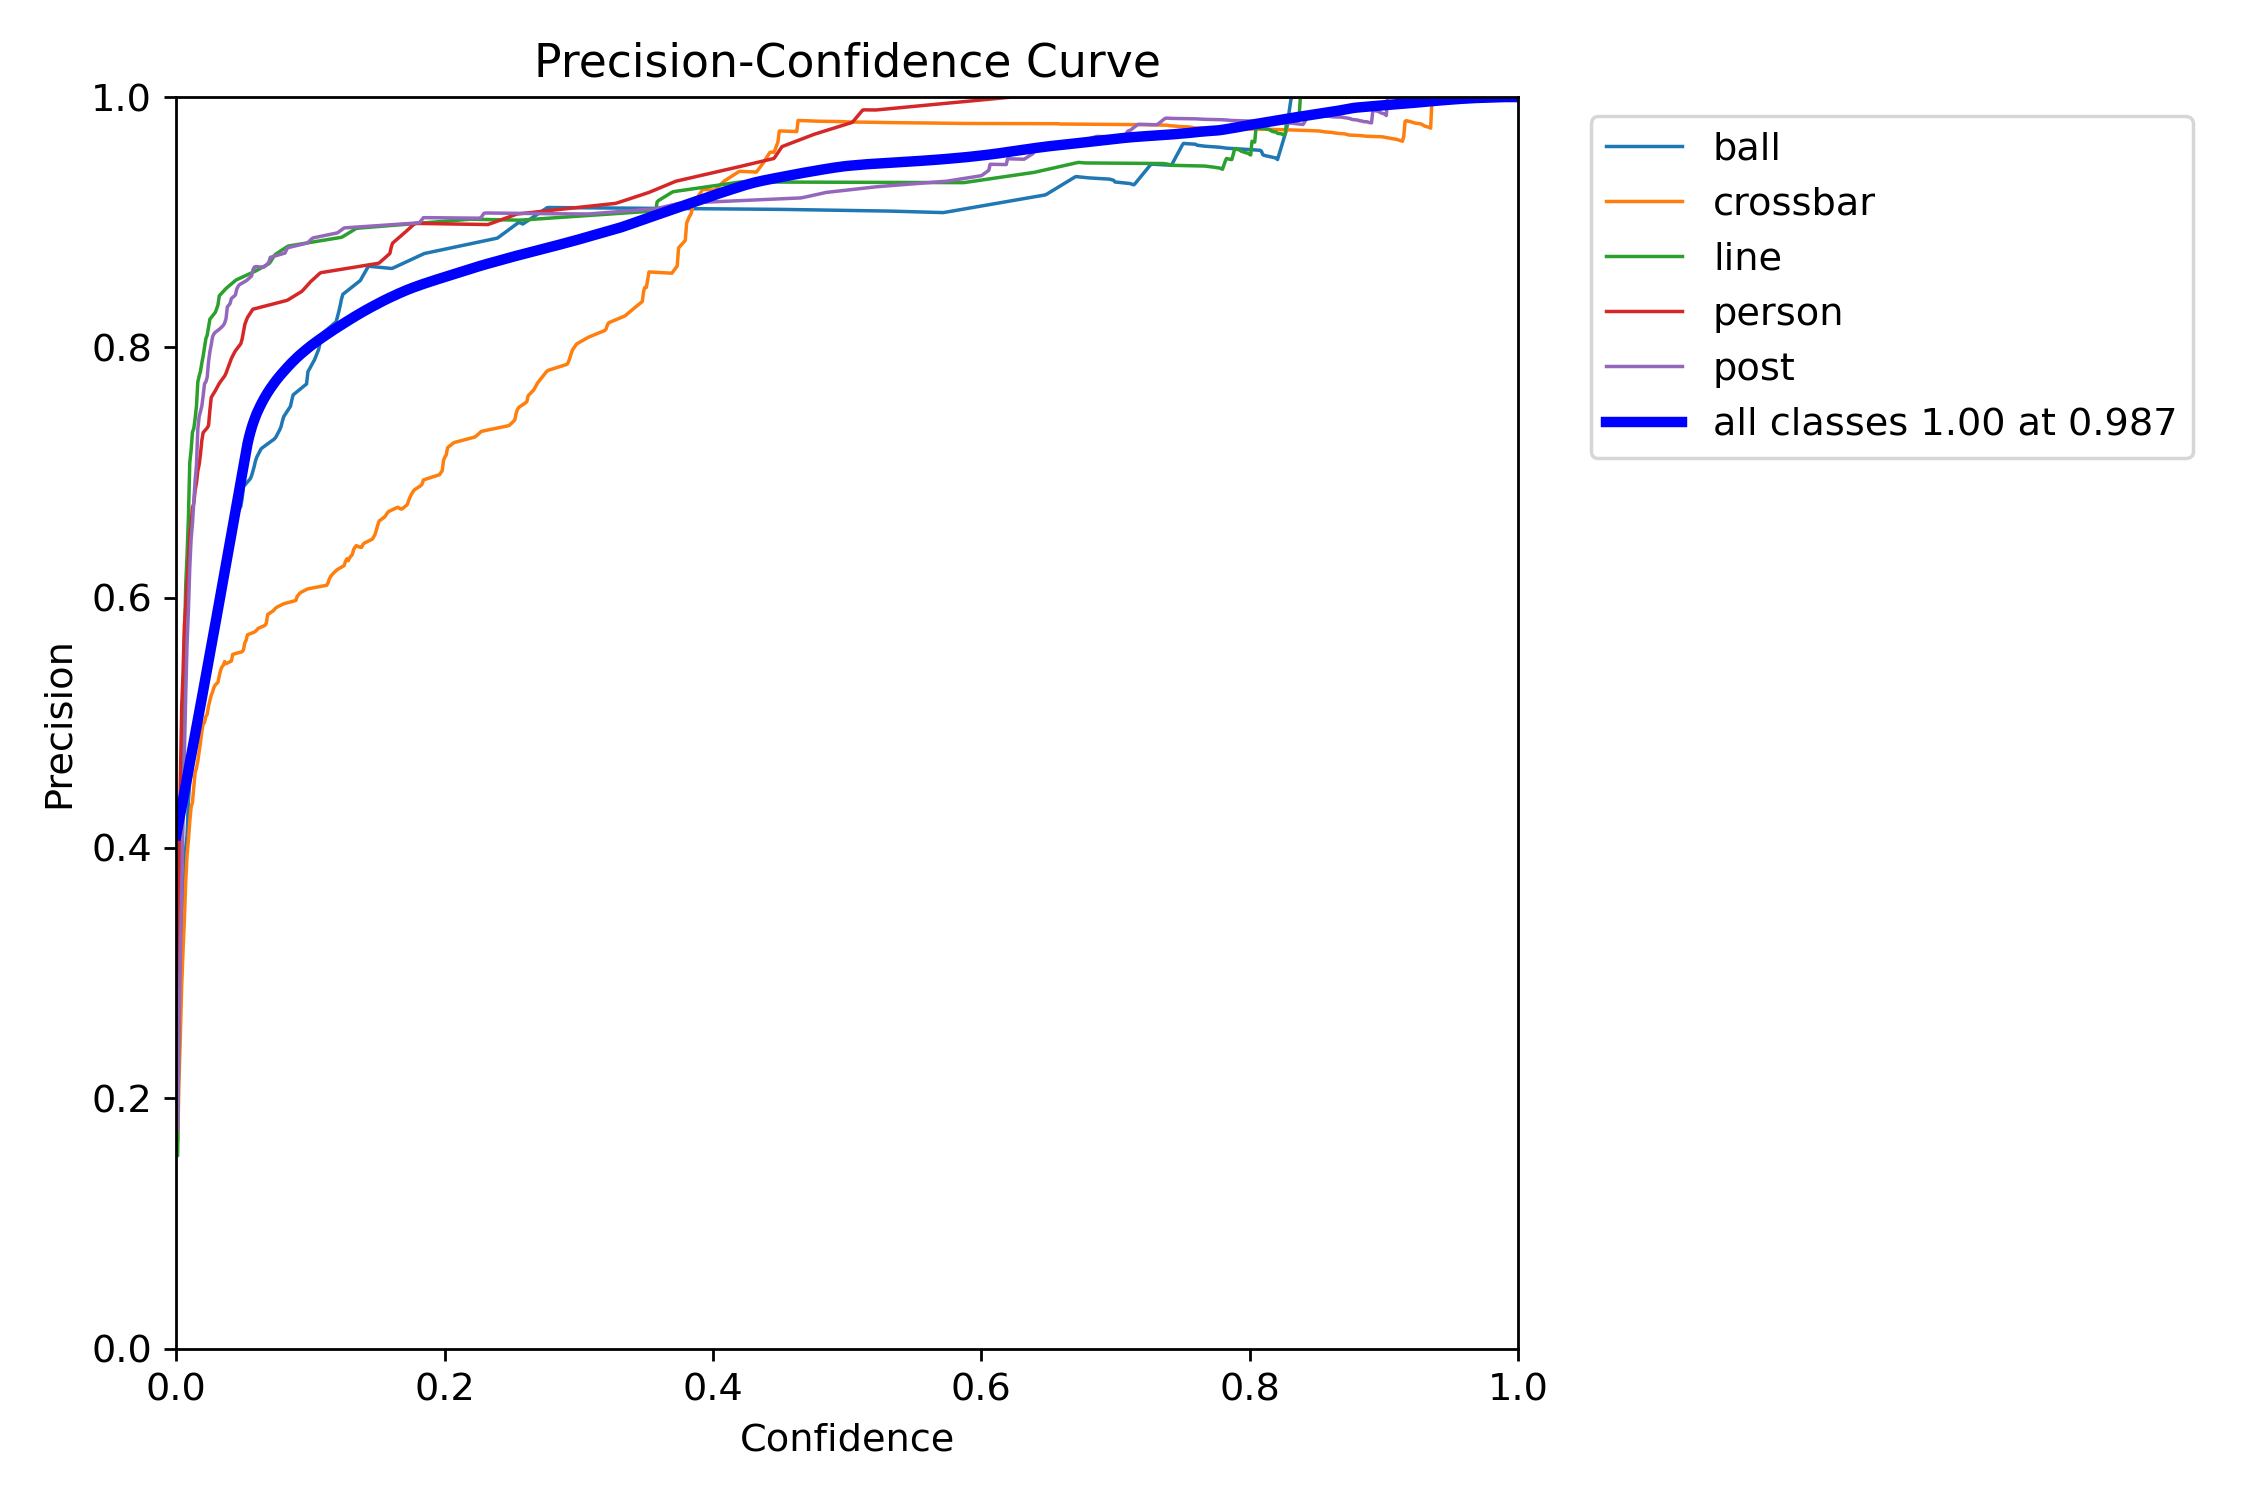 Precision-Confidence Curve
1.0
0.8
0.6
0.4
0.2
0.0
Precision
0.0 0.2 0.4 0.6 0.8 1.0
Confidence
ball
crossbar
line
person
post
all classes 1.00 at 0.987